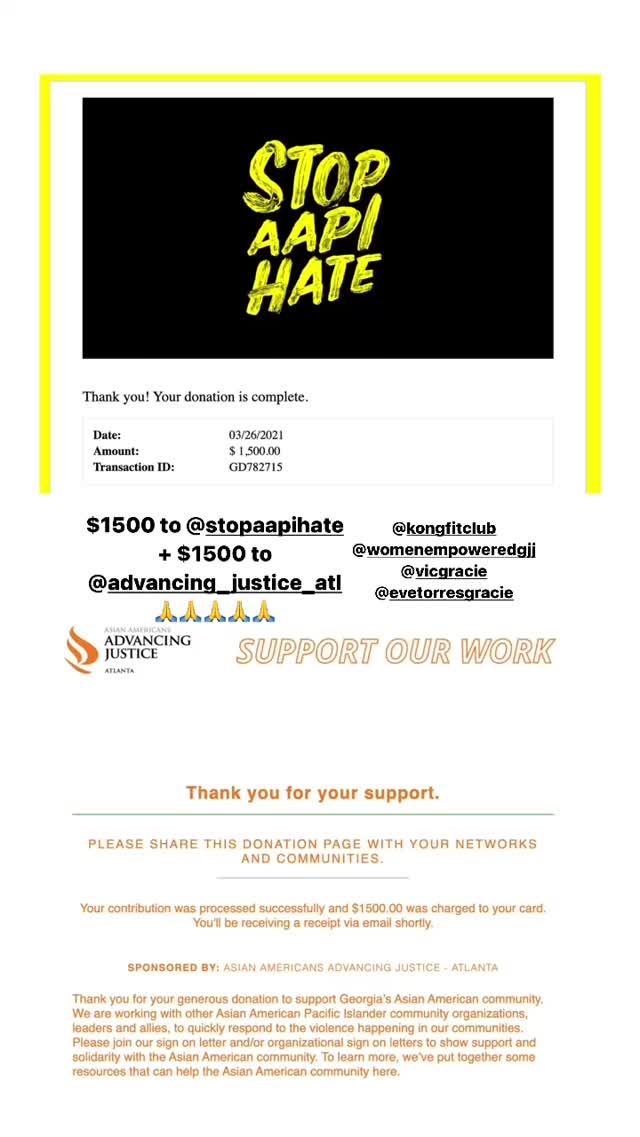 STOP
AAPI
HATE
Thank you! Your donation is complete.
Date: 03/26/2021
Amount: $ 1,500.00
Transaction ID: GD782715
$1500 to @stopaapihate
+ $1500 to
@advancing_justice_atl
🙏🙏🙏🙏🙏
@kongfitclub
@womenempoweredgjj
@vicgracie
@evetorresgracie
ASIAN AMERICANS
ADVANCING
JUSTICE
ATLANTA
SUPPORT OUR WORK
Thank you for your support.
PLEASE SHARE THIS DONATION PAGE WITH YOUR NETWORKS
AND COMMUNITIES.
Your contribution was processed successfully and $1500.00 was charged to your card.
You'll be receiving a receipt via email shortly.
SPONSORED BY: ASIAN AMERICANS ADVANCING JUSTICE - ATLANTA
Thank you for your generous donation to support Georgia's Asian American community.
We are working with other Asian American Pacific Islander community organizations,
leaders and allies, to quickly respond to the violence happening in our communities.
Please join our sign on letter and/or organizational sign on letters to show support and
solidarity with the Asian American community. To learn more, we've put together some
resources that can help the Asian American community here.